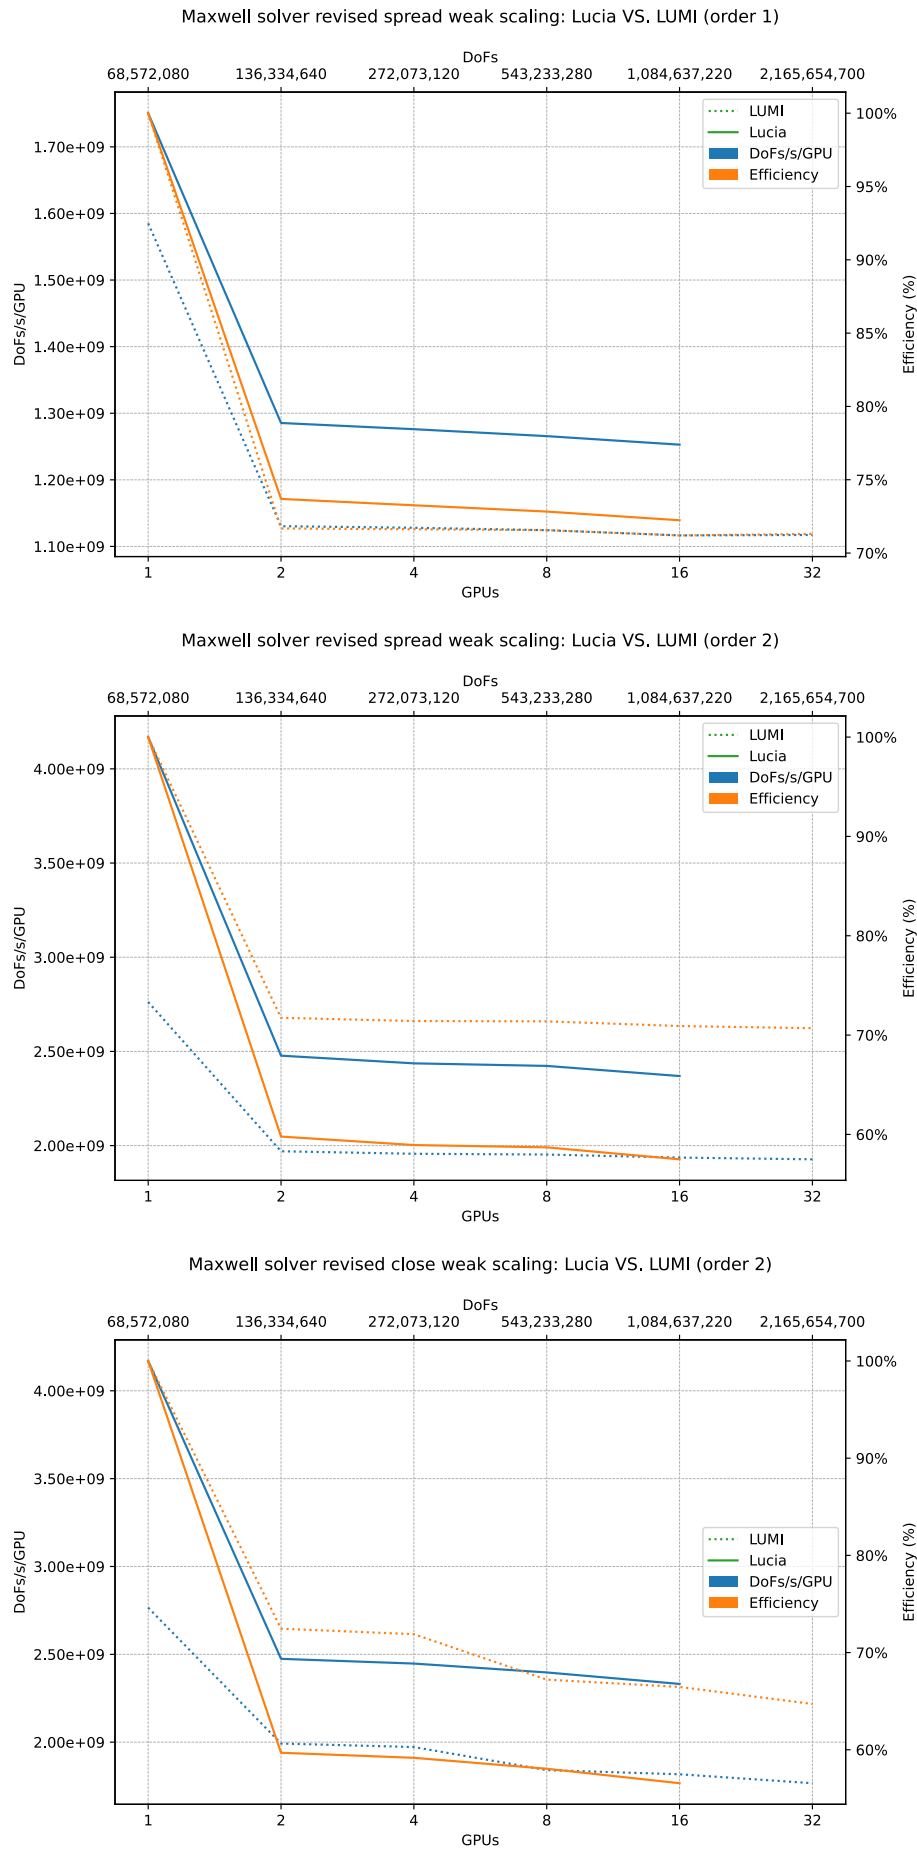 Maxwell solver revised spread weak scaling: Lucia VS. LUMI (order 1)
DoFs
68,572,080 136,334,640 272,073,120 543,233,280 1,084,637,220 2,165,654,700
LUMI
Lucia
DoFs/s/GPU
Efficiency
1.70e+09
1.60e+09
1.50e+09
1.40e+09
1.30e+09
1.20e+09
1.10e+09
DoFs/s/GPU
100%
95%
90%
85%
80%
75%
70%
Efficiency (%)
1 2 4 8 16 32
GPUs
Maxwell solver revised spread weak scaling: Lucia VS. LUMI (order 2)
DoFs
68,572,080 136,334,640 272,073,120 543,233,280 1,084,637,220 2,165,654,700
LUMI
Lucia
DoFs/s/GPU
Efficiency
4.00e+09
3.50e+09
3.00e+09
2.50e+09
2.00e+09
DoFs/s/GPU
100%
90%
80%
70%
60%
Efficiency (%)
1 2 4 8 16 32
GPUs
Maxwell solver revised close weak scaling: Lucia VS. LUMI (order 2)
DoFs
68,572,080 136,334,640 272,073,120 543,233,280 1,084,637,220 2,165,654,700
4.00e+09
3.50e+09
3.00e+09
2.50e+09
2.00e+09
DoFs/s/GPU
LUMI
Lucia
DoFs/s/GPU
Efficiency
100%
90%
80%
70%
60%
Efficiency (%)
1 2 4 8 16 32
GPUs